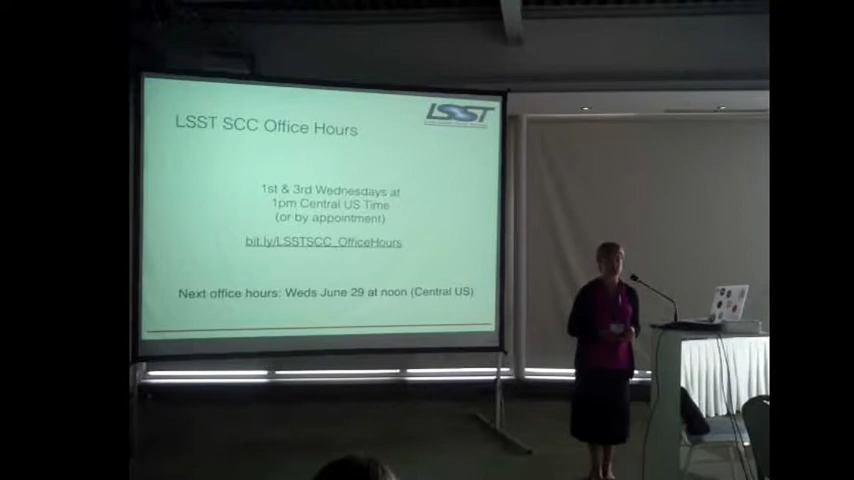 LSST SCC Office Hours
LSST
1st & 3rd Wednesdays at
1pm Central US Time
(or by appointment)
bit.ly/LSSTSCC_OfficeHours
Next office hours: Weds June 29 at noon (Central US)